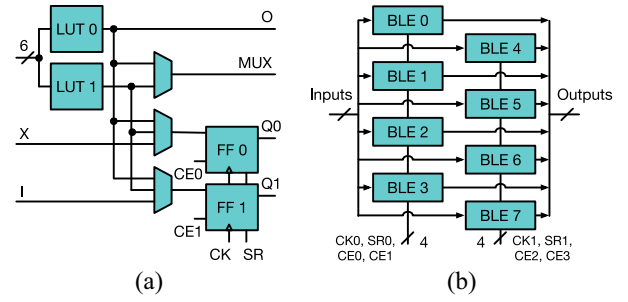 LUT 0
O
6
MUX
LUT 1
X
Q0
FF 0
CE0
I
Q1
FF 1
CE1
CK SR
(a)
BLE 0
BLE 4
BLE 1
Inputs
Outputs
BLE 5
BLE 2
BLE 6
BLE 3
BLE 7
CK0, SR0,
CE0, CE1
4
4
CK1, SR1,
CE2, CE3
(b)